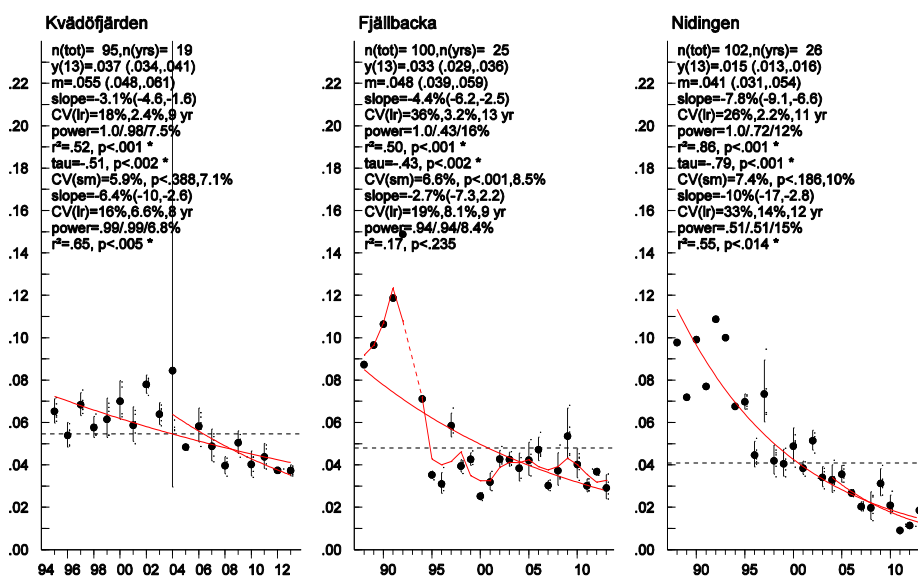 Kvädöfjärden
n(tot)= 95,n(yrs)= 19
y(13)=.037 (.034,.041)
m=.055 (.048,.061)
slope=-3.1%(-4.6,-1.6)
CV(lr)=18%,2.4%,9 yr
power=1.0/.98/7.5%
r²=.52, p<.001 *
tau=-.51, p<.002 *
CV(sm)=5.9%, p<.388,7.1%
slope=-6.4%(-10,-2.6)
CV(lr)=16%,6.6%,8 yr
power=.99/.99/6.8%
r²=.65, p<.005 *
.22
.20
.18
.16
.14
.12
.10
.08
.06
.04
.02
.00
94 96 98 00 02 04 06 08 10 12
Fjällbacka
n(tot)= 100,n(yrs)= 25
y(13)=.033 (.029,.036)
m=.048 (.039,.059)
slope=-4.4%(-6.2,-2.5)
CV(lr)=36%,3.2%,13 yr
power=1.0/.43/16%
r²=.50, p<.001 *
tau=-.43, p<.002 *
CV(sm)=6.6%, p<.001,8.5%
slope=-2.7%(-7.3,2.2)
CV(lr)=19%,8.1%,9 yr
power=.94/.94/8.4%
r²=.17, p<.235
.22
.20
.18
.16
.14
.12
.10
.08
.06
.04
.02
.00
90 95 00 05 10
Nidingen
n(tot)= 102,n(yrs)= 26
y(13)=.015 (.013,.016)
m=.041 (.031,.054)
slope=-7.8%(-9.1,-6.6)
CV(lr)=26%,2.2%,11 yr
power=1.0/.72/12%
r²=.86, p<.001 *
tau=-.79, p<.001 *
CV(sm)=7.4%, p<.186,10%
slope=-10%(-17,-2.8)
CV(lr)=33%,14%,12 yr
power=.51/.51/15%
r²=.55, p<.014 *
.22
.20
.18
.16
.14
.12
.10
.08
.06
.04
.02
.00
90 95 00 05 10